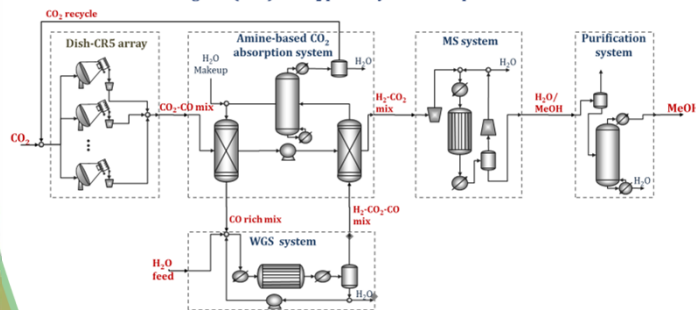 CO₂ recycle
Dish-CR5 array
Amine-based CO₂
absorption system
MS system
Purification
system
H₂O
Makeup
H₂O
H₂O
CO₂
CO₂-CO mix
H₂-CO₂
mix
H₂O/
MeOH
MeOH
H₂O
CO rich mix
H₂-CO₂-CO
mix
WGS system
H₂O
feed
H₂O